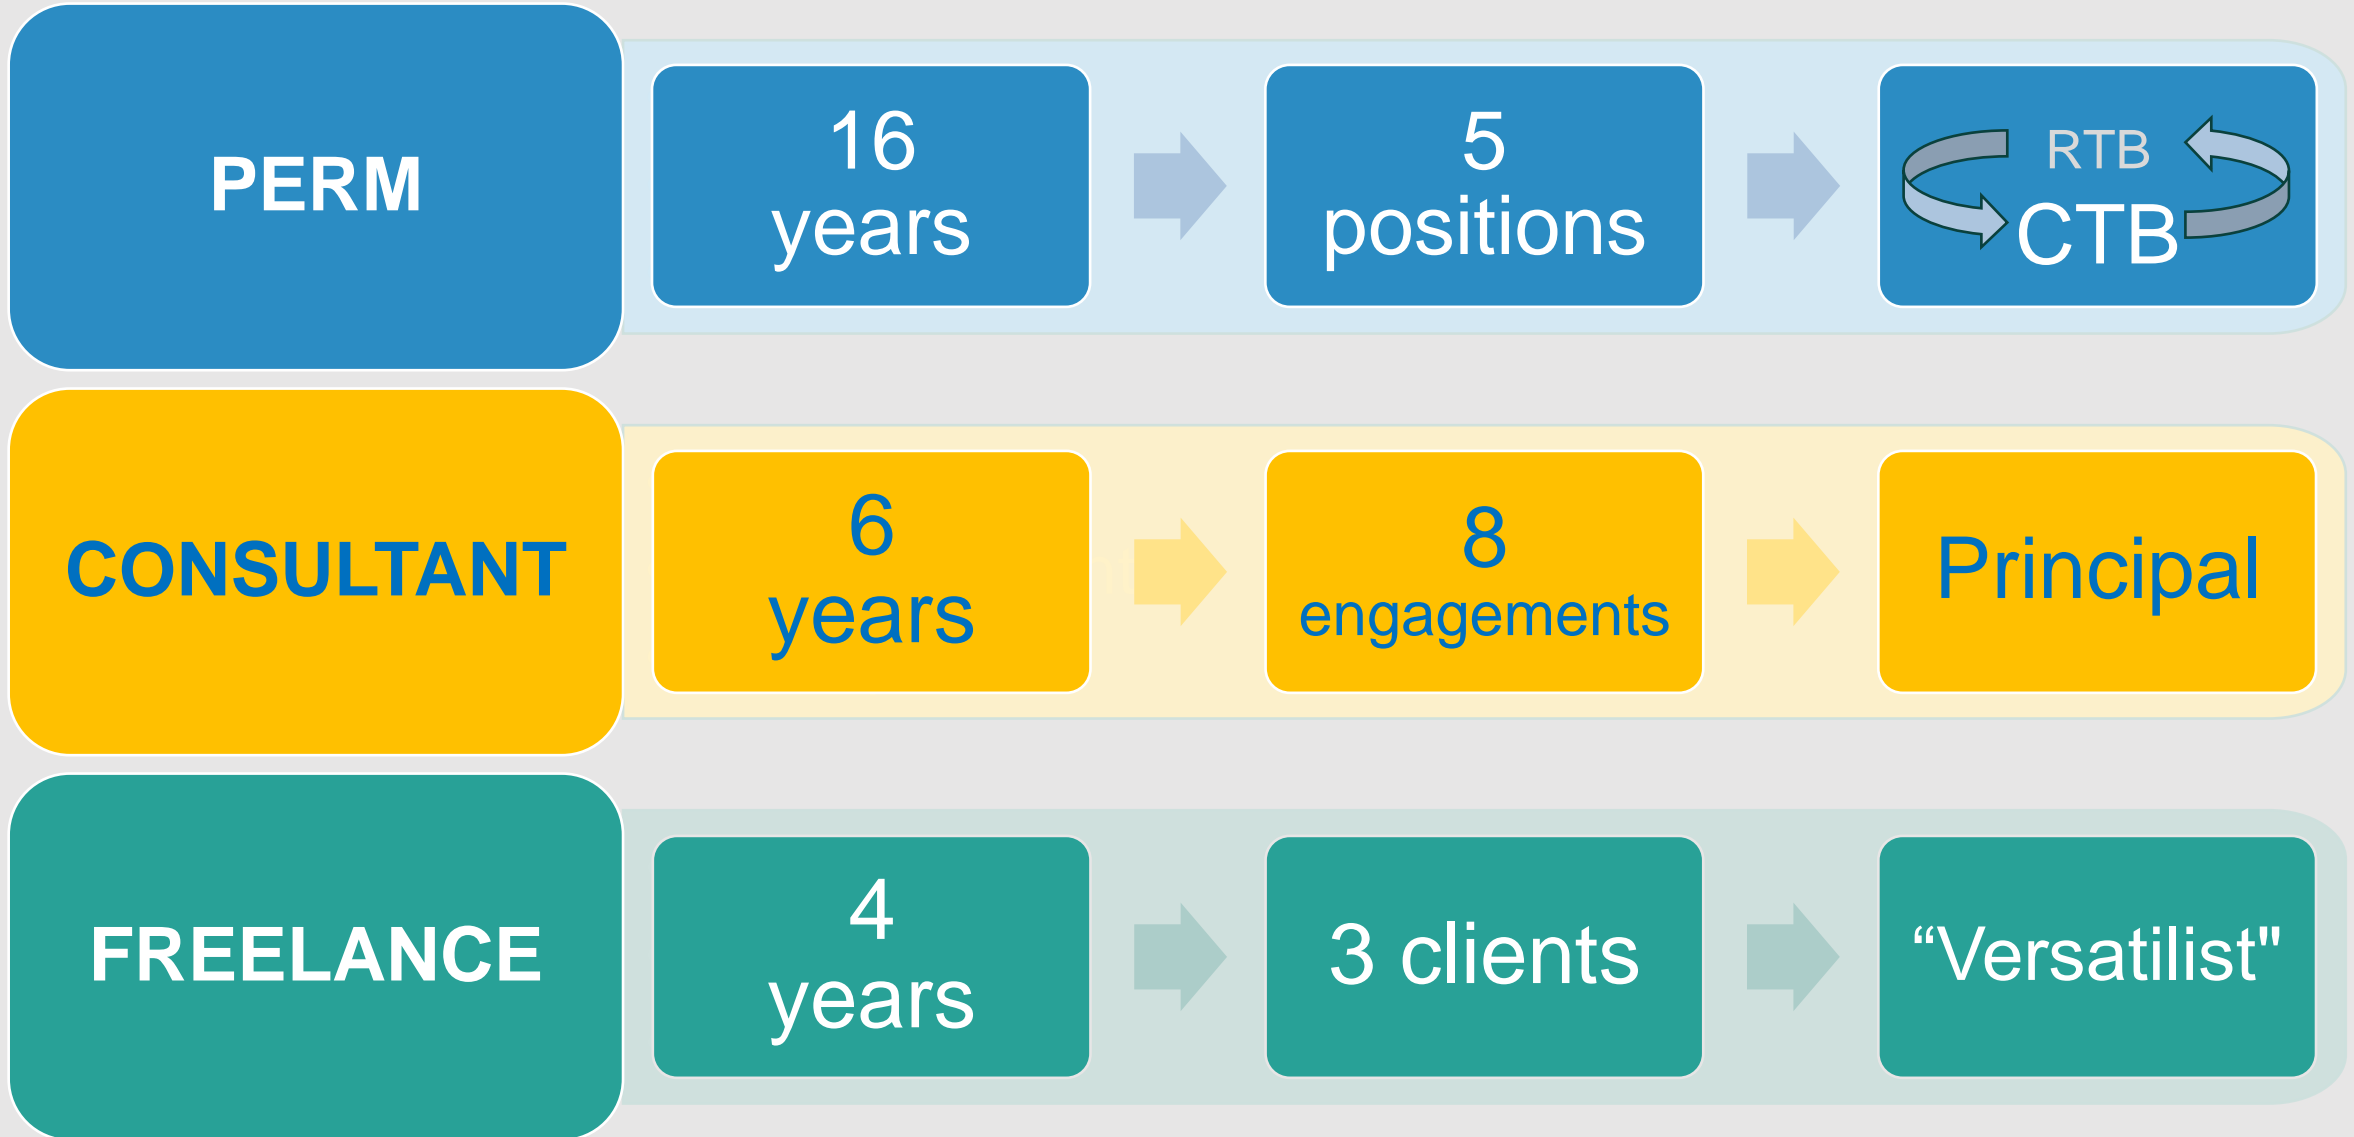 PERM
16
years
5
positions
RTB
CTB
CONSULTANT
6
years
8
engagements
Principal
FREELANCE
4
years
3 clients
“Versatilist"